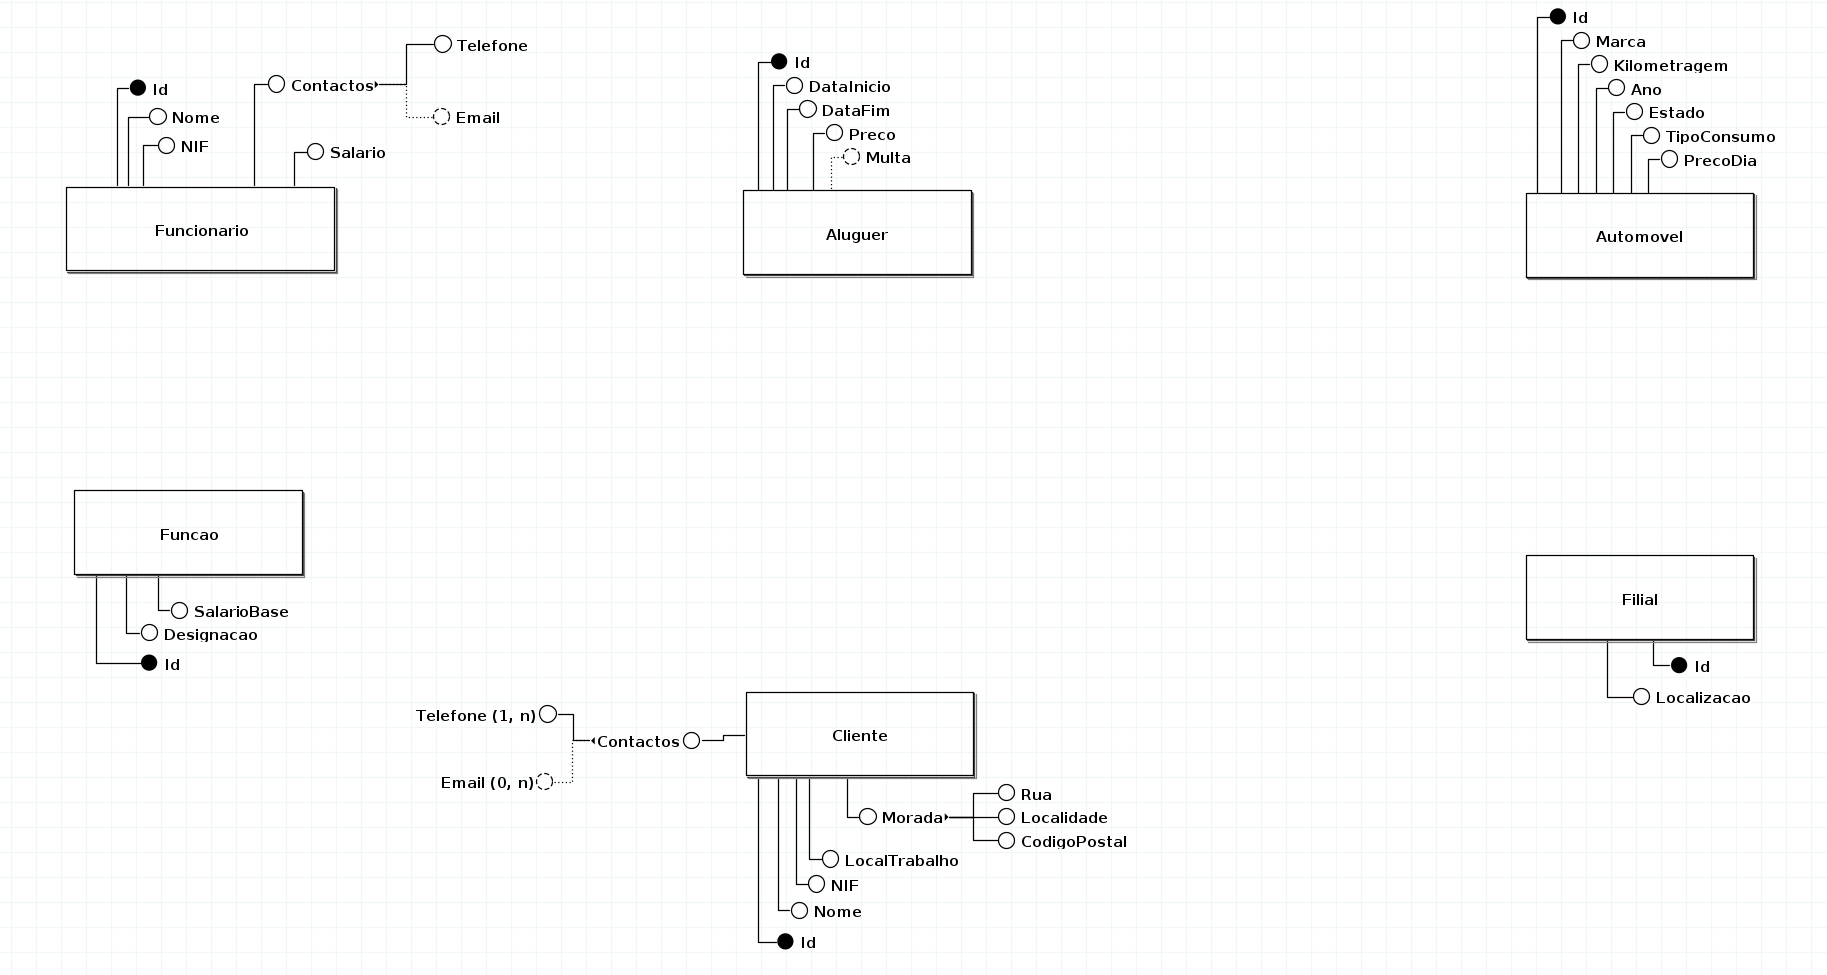 Id
Nome
NIF
Contactos
Telefone
Email
Salario
Funcionario
Id
DataInicio
DataFim
Preco
Multa
Aluguer
Id
Marca
Kilometragem
Ano
Estado
TipoConsumo
PrecoDia
Automovel
Funcao
SalarioBase
Designacao
Id
Filial
Id
Localizacao
Telefone (1, n)
Contactos
Email (0, n)
Cliente
Morada
Rua
Localidade
CodigoPostal
LocalTrabalho
NIF
Nome
Id